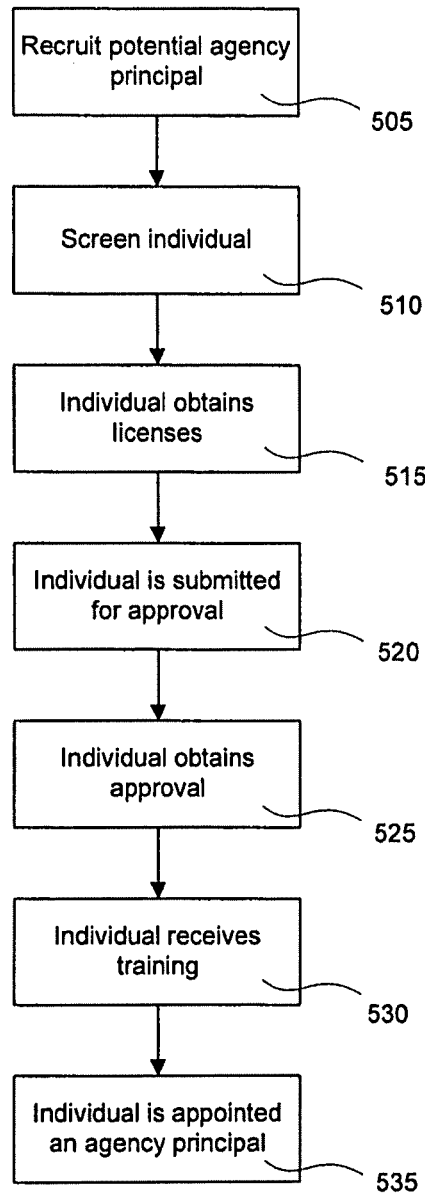 Recruit potential agency
principal
505
Screen individual
510
Individual obtains
licenses
515
Individual is submitted
for approval
520
Individual obtains
approval
525
Individual receives
training
530
Individual is appointed
an agency principal
535